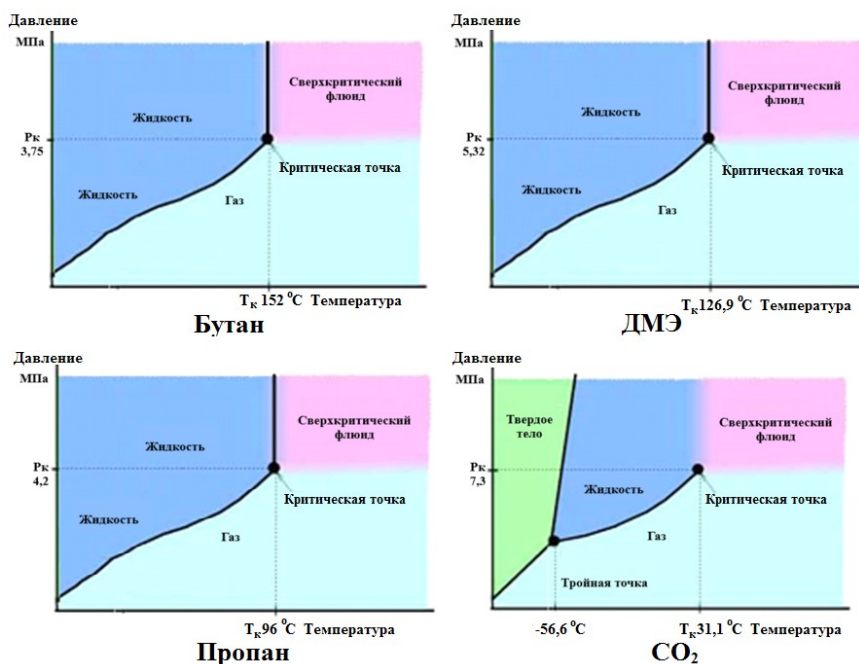 Давление
МПа
Сверхкритический
флюид
Жидкость
Рк
3,75
Критическая точка
Жидкость
Газ
Тк 152 °C Температура
Бутан
Давление
МПа
Сверхкритический
флюид
Жидкость
Рк
5,32
Критическая точка
Жидкость
Газ
Тк126,9 °C Температура
ДМЭ
Давление
МПа
Сверхкритический
флюид
Жидкость
Рк
4,2
Критическая точка
Жидкость
Газ
Тк96 °C Температура
Пропан
Давление
МПа
Твердое
тело
Сверхкритический
флюид
Рк
7,3
Жидкость
Критическая точка
Газ
Тройная точка
-56,6 °C
Тк31,1 °C Температура
CO₂